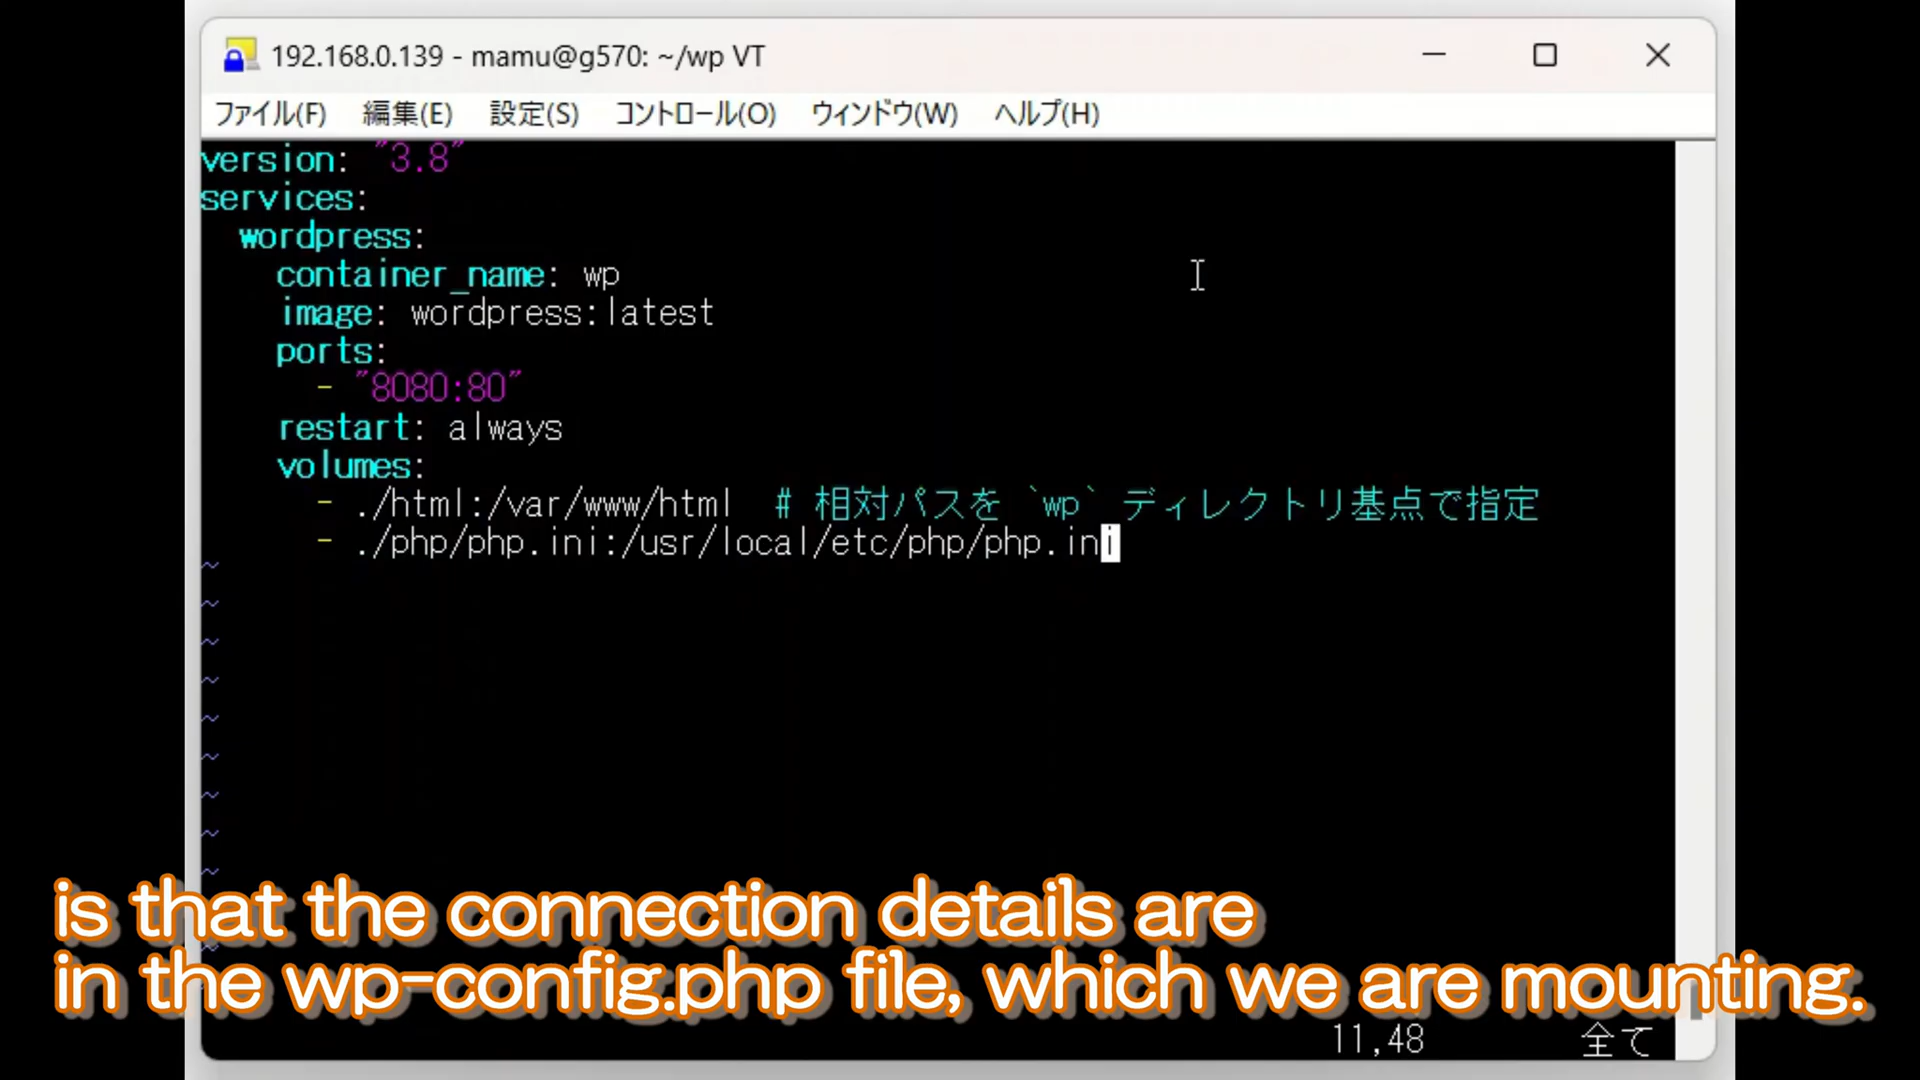 192.168.0.139 - mamu@g570: ~/wp VT
ファイル(F) 編集(E) 設定(S) コントロール(O) ウィンドウ(W) ヘルプ(H)
version: "3.8"
services:
  wordpress:
    container_name: wp
    image: wordpress:latest
    ports:
      - "8080:80"
    restart: always
    volumes:
      - ./html:/var/www/html  # 相対パスを `wp` ディレクトリ基点で指定
      - ./php/php.ini:/usr/local/etc/php/php.ini
~
~
~
~
~
~
~
~
~
is that the connection details are
in the wp-config.php file, which we are mounting.
11,48 全て